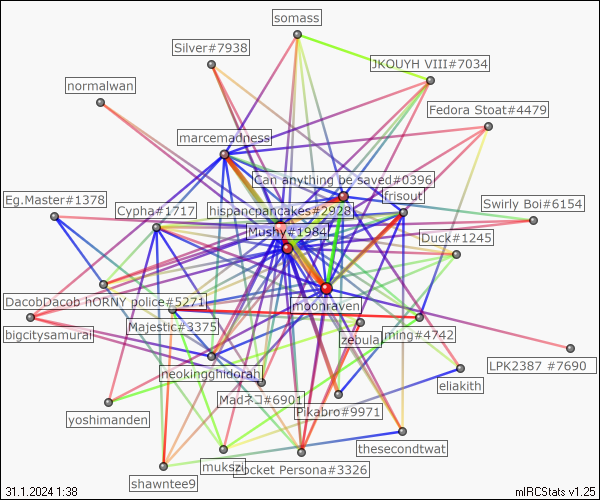 somass
Silver#7938
JKOUYH VIII#7034
normalwan
Fedora Stoat#4479
marcemadness
Can anything be saved#0396
frisout
Eg.Master#1378
Swirly Boi#6154
Cypha#1717
hispancpancakes#2928
Mushy#1984
Duck#1245
DacobDacob hORNY police#5271
moonraven
bigcitysamurai
Majestic#3375
zebula
ming#4742
LPK2387 #7690
neokingghidorah
eliakith
Madネコ#6901
Pikabro#9971
yoshimanden
thesecondtwat
muksz
ocket Persona#3326
shawntee9
31.1.2024 1:38
mIRCStats v1.25